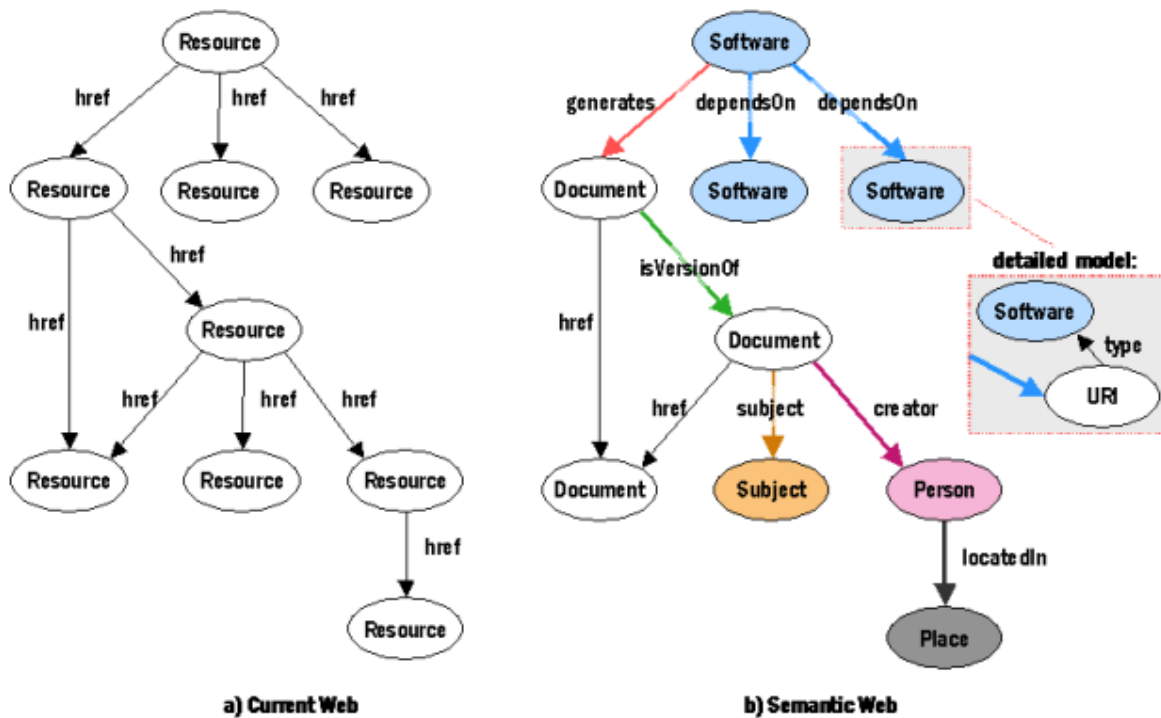 Resource
href
href
href
Resource
Resource
Resource
href
href
Resource
href
href
href
Resource
Resource
Resource
href
Resource
a) Current Web
Software
generates
dependsOn
dependsOn
Document
Software
Software
isVersionOf
detailed model:
Software
type
URI
href
Document
href
subject
creator
Document
Subject
Person
locatedIn
Place
b) Semantic Web